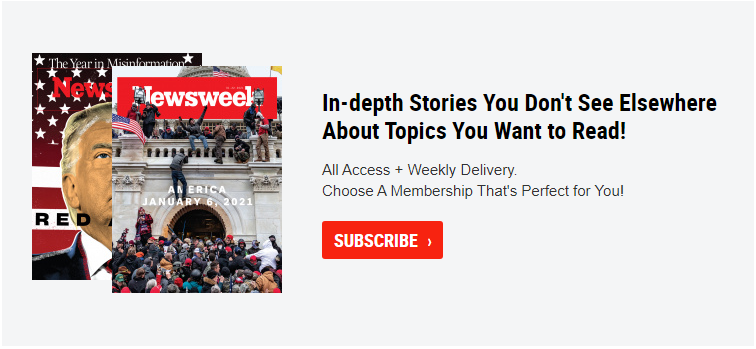 The Year in Misinformation
News
RED A
Newsweek
AMERICA
JANUARY 6, 2021
In-depth Stories You Don't See Elsewhere
About Topics You Want to Read!
All Access + Weekly Delivery.
Choose A Membership That's Perfect for You!
SUBSCRIBE ›